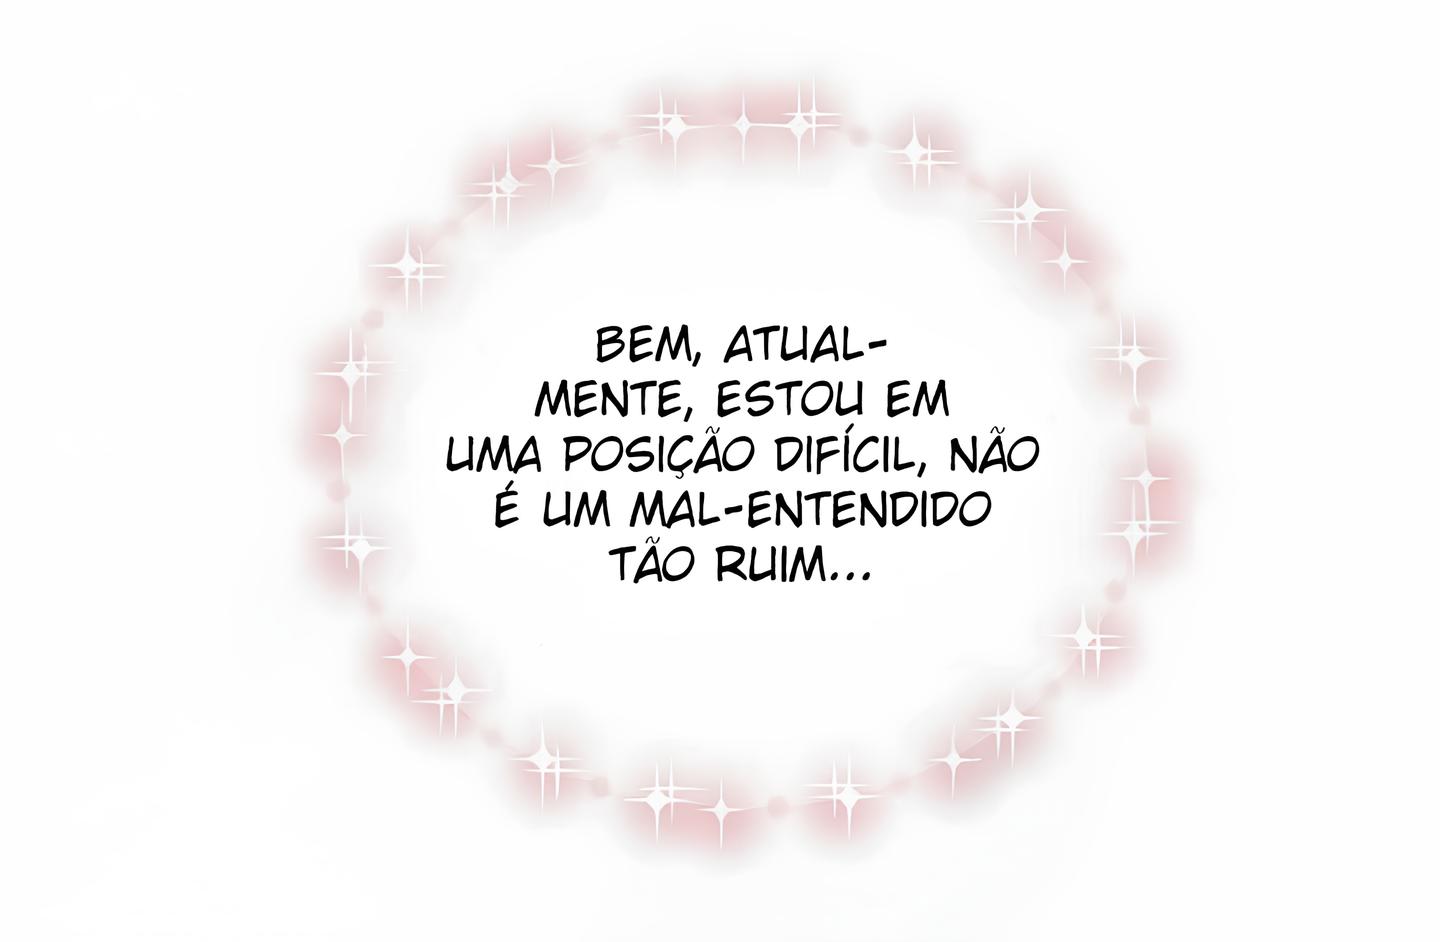 BEM, ATUAL-
MENTE, ESTOU EM
UMA POSIÇÃO DIFÍCIL, NÃO
É UM MAL-ENTENDIDO
TÃO RUIM...